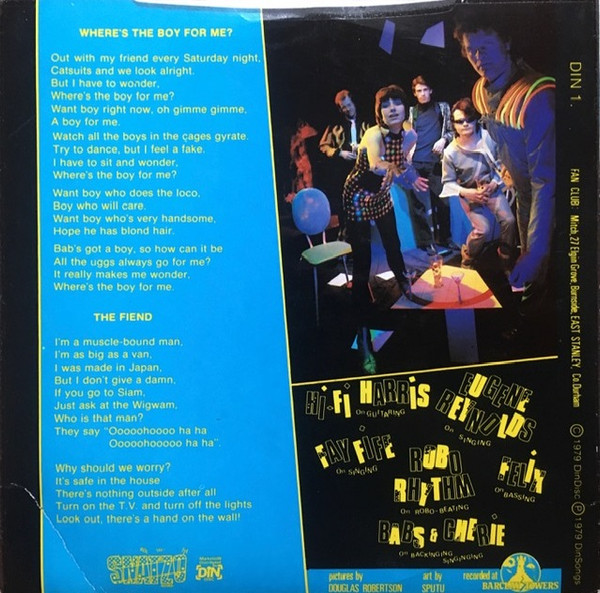 WHERE'S THE BOY FOR ME?
Out with my friend every Saturday night,
Catsuits and we look alright.
But I have to wonder,
Where's the boy for me?
Want boy right now, oh gimme gimme,
A boy for me.
Watch all the boys in the cages gyrate.
Try to dance, but I feel a fake.
I have to sit and wonder,
Where's the boy for me?
Want boy who does the loco,
Boy who will care.
Want boy who's very handsome,
Hope he has blond hair.
Bab's got a boy, so how can it be
All the uggs always go for me?
It really makes me wonder,
Where's the boy for me.
THE FIEND
I'm a muscle-bound man,
I'm as big as a van,
I was made in Japan,
But I don't give a damn,
If you go to Siam,
Just ask at the Wigwam,
Who is that man?
They say "Ooooohoooo ha ha
Ooooohoooo ha ha".
Why should we worry?
It's safe in the house
There's nothing outside after all
Turn on the T.V. and turn off the lights
Look out, there's a hand on the wall!
DIN
HI-FI HARRIS
On GUITARING
EUGENE
REYNOLDS
On SINGING
FAY FIFE
On SINGING
ROBO
RHYTHM
On ROBO-BEATING
FELIX
On BASSING
BABS & CHERIE
On BACKINGING
SINGINGING
pictures by
DOUGLAS ROBERTSON
art by
SPUTU
recorded at
BARCLAY TOWERS
DIN 1.
FAN CLUB : Mitch, 27 Elgin Grove, Burnside, EAST STANLEY, Co. Durham
© 1979 DinDisc ℗ 1979 DinSongs